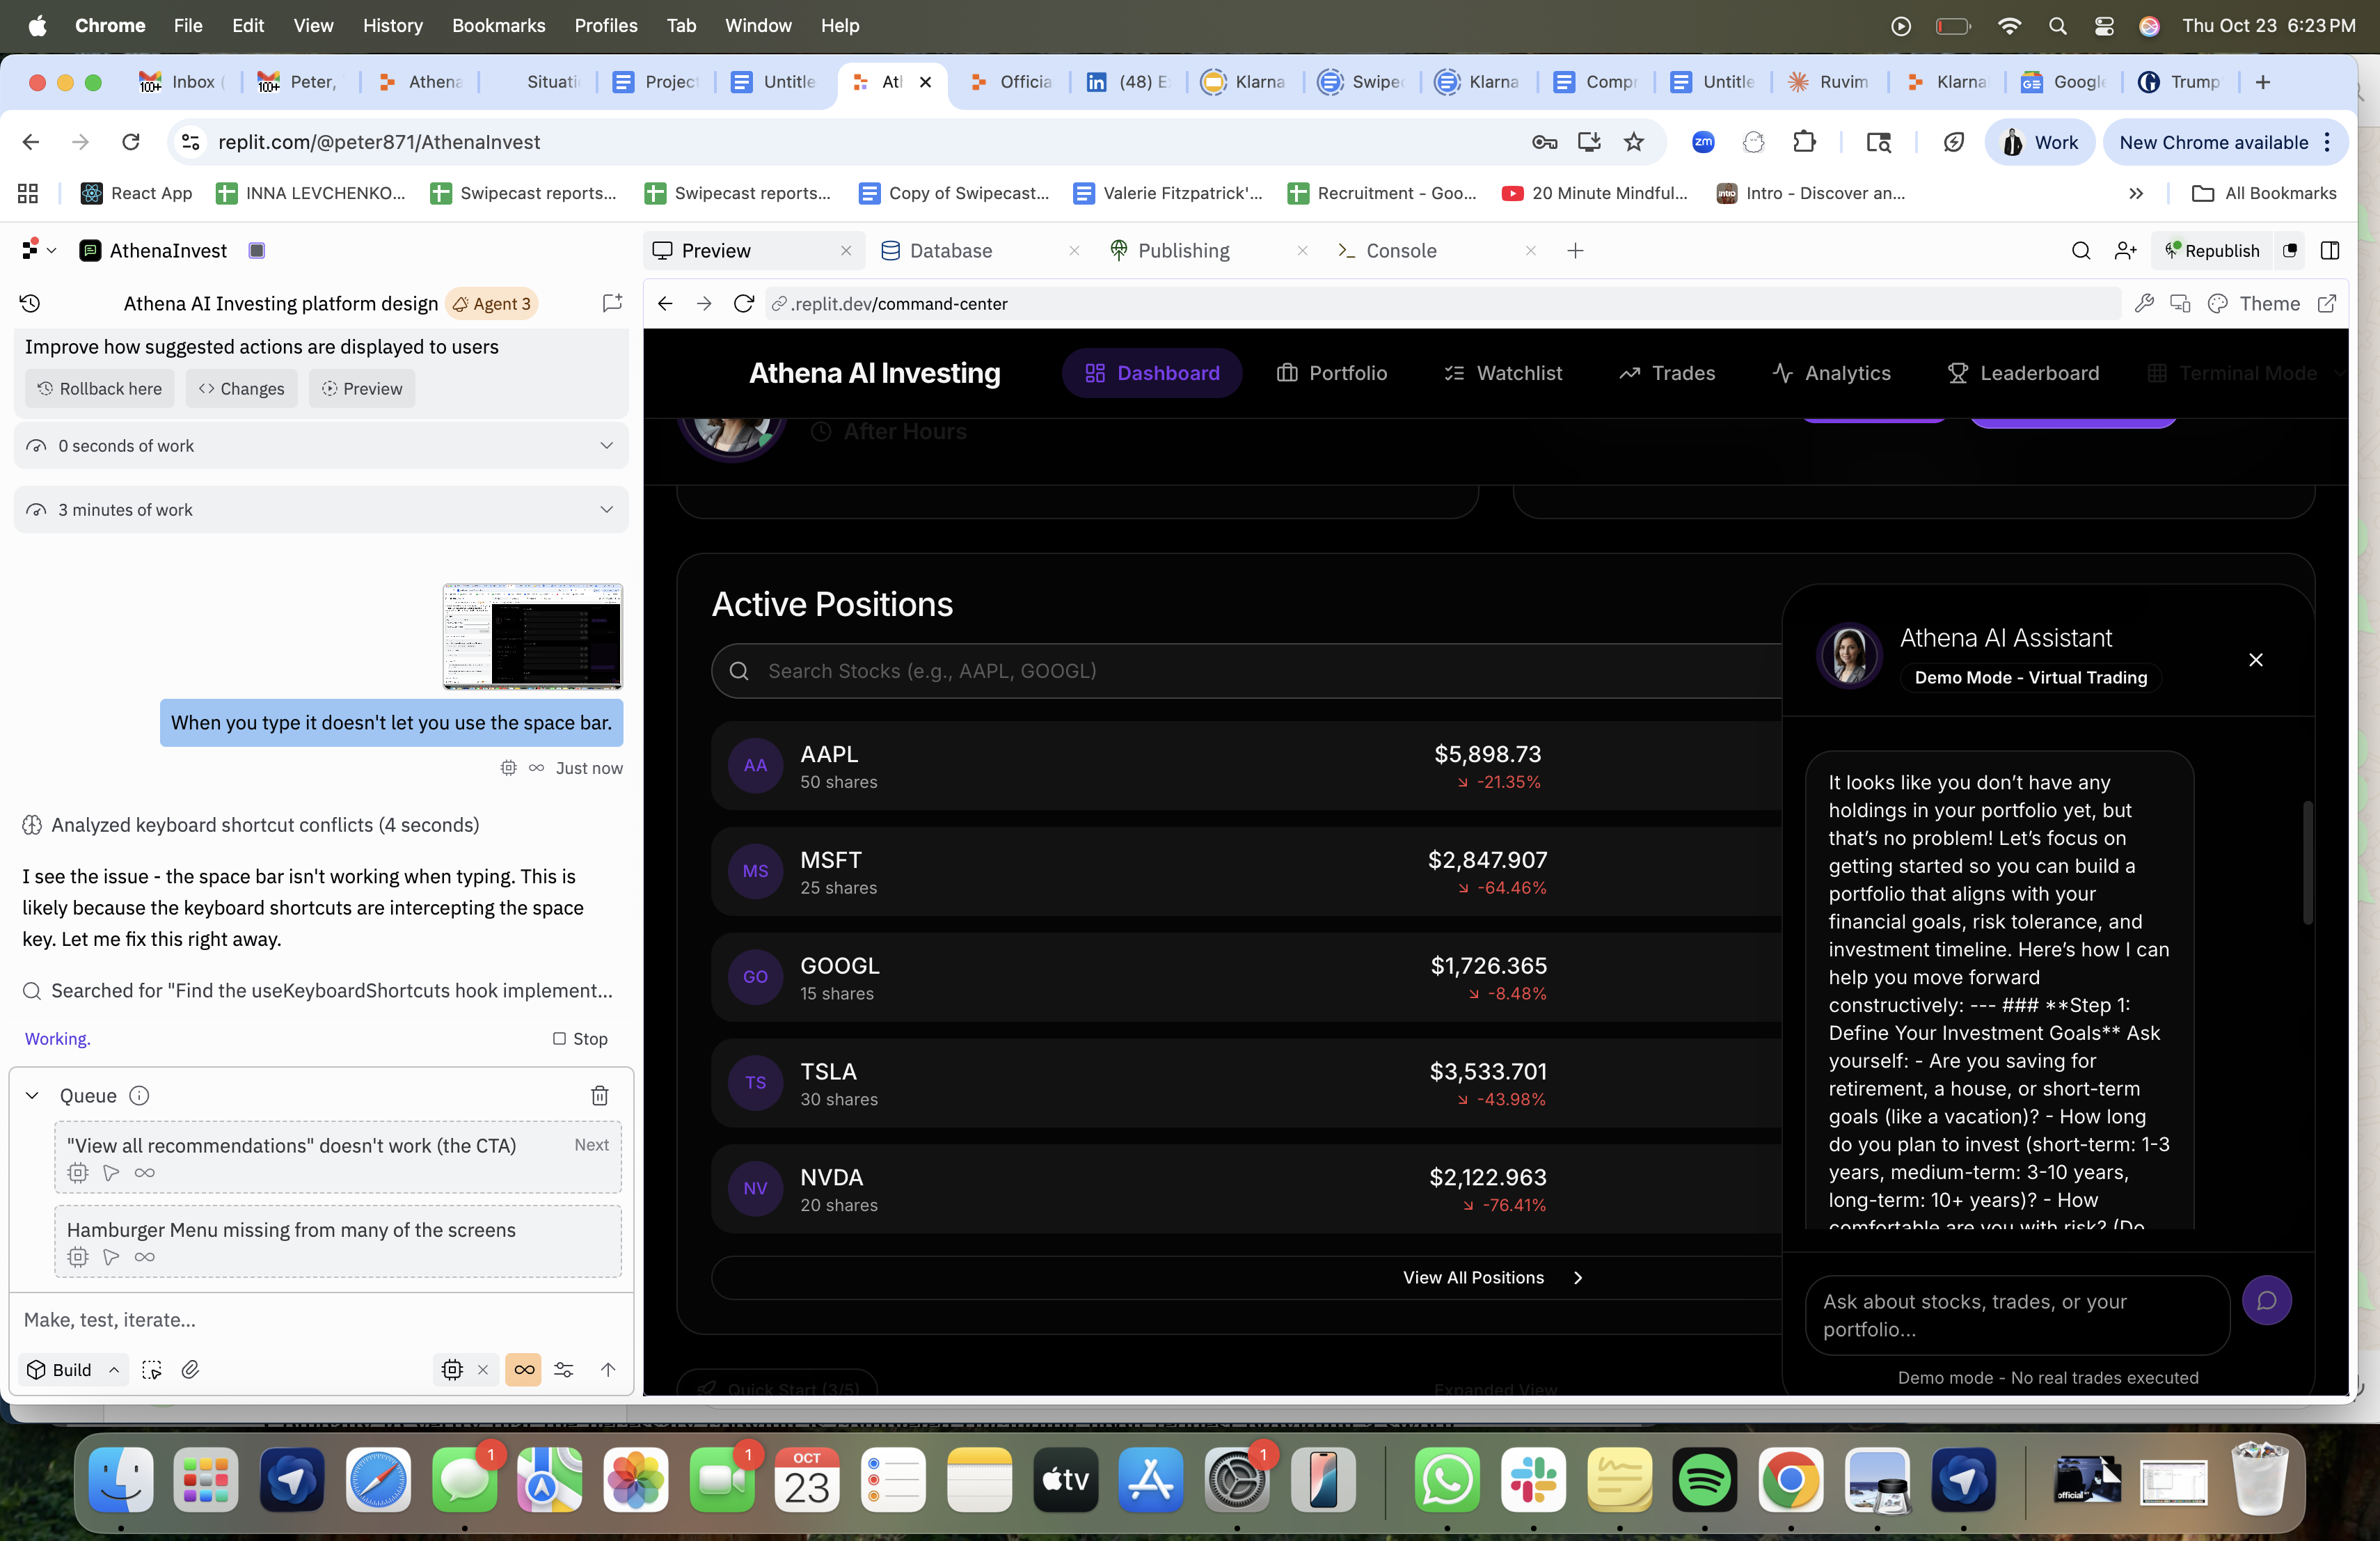 Chrome File Edit View History Bookmarks Profiles Tab Window Help Thu Oct 23 6:23 PM
Inbox ( Peter, Athena Situati Project Untitle Ath Officia (48) E Klarna Swipec Klarna Compr Untitle Ruvim Klarna Google Trump
replit.com/@peter871/AthenaInvest zm Work New Chrome available
React App INNA LEVCHENKO... Swipecast reports... Swipecast reports... Copy of Swipecast... Valerie Fitzpatrick'... Recruitment - Goo... 20 Minute Mindful... Intro - Discover an... All Bookmarks
AthenaInvest
Preview Database Publishing Console Republish
Athena AI Investing platform design Agent 3
.replit.dev/command-center Theme
Improve how suggested actions are displayed to users
Rollback here Changes Preview
0 seconds of work
3 minutes of work
When you type it doesn't let you use the space bar.
Just now
Analyzed keyboard shortcut conflicts (4 seconds)
I see the issue - the space bar isn't working when typing. This is
likely because the keyboard shortcuts are intercepting the space
key. Let me fix this right away.
Searched for "Find the useKeyboardShortcuts hook implement...
Working. Stop
Queue
"View all recommendations" doesn't work (the CTA) Next
Hamburger Menu missing from many of the screens
Make, test, iterate...
Build
Athena AI Investing Dashboard Portfolio Watchlist Trades Analytics Leaderboard Terminal Mode
After Hours
Active Positions
Search Stocks (e.g., AAPL, GOOGL)
AA AAPL $5,898.73
50 shares -21.35%
MS MSFT $2,847.907
25 shares -64.46%
GO GOOGL $1,726.365
15 shares -8.48%
TS TSLA $3,533.701
30 shares -43.98%
NV NVDA $2,122.963
20 shares -76.41%
View All Positions
Quick Start (3/5) Expanded View
Athena AI Assistant
Demo Mode - Virtual Trading
It looks like you don’t have any
holdings in your portfolio yet, but
that’s no problem! Let’s focus on
getting started so you can build a
portfolio that aligns with your
financial goals, risk tolerance, and
investment timeline. Here’s how I can
help you move forward
constructively: --- ### **Step 1:
Define Your Investment Goals** Ask
yourself: - Are you saving for
retirement, a house, or short-term
goals (like a vacation)? - How long
do you plan to invest (short-term: 1-3
years, medium-term: 3-10 years,
long-term: 10+ years)? - How
comfortable are you with risk? (Do
Ask about stocks, trades, or your
portfolio...
Demo mode - No real trades executed
1 1 OCT 1
23 tv official